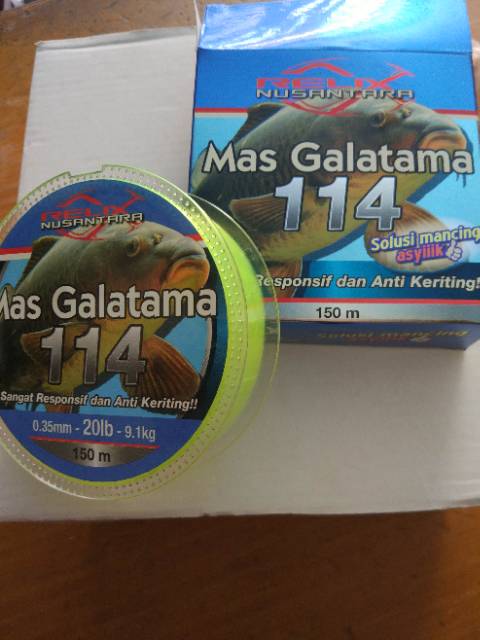 RELIX
NUSANTARA
Mas Galatama
114
Solusi mancing
asyiiik
Responsif dan Anti Keriting!
150 m
RELIX
NUSANTARA
Mas Galatama
114
Sangat Responsif dan Anti Keriting!!
0.35mm - 20lb - 9.1kg
150 m